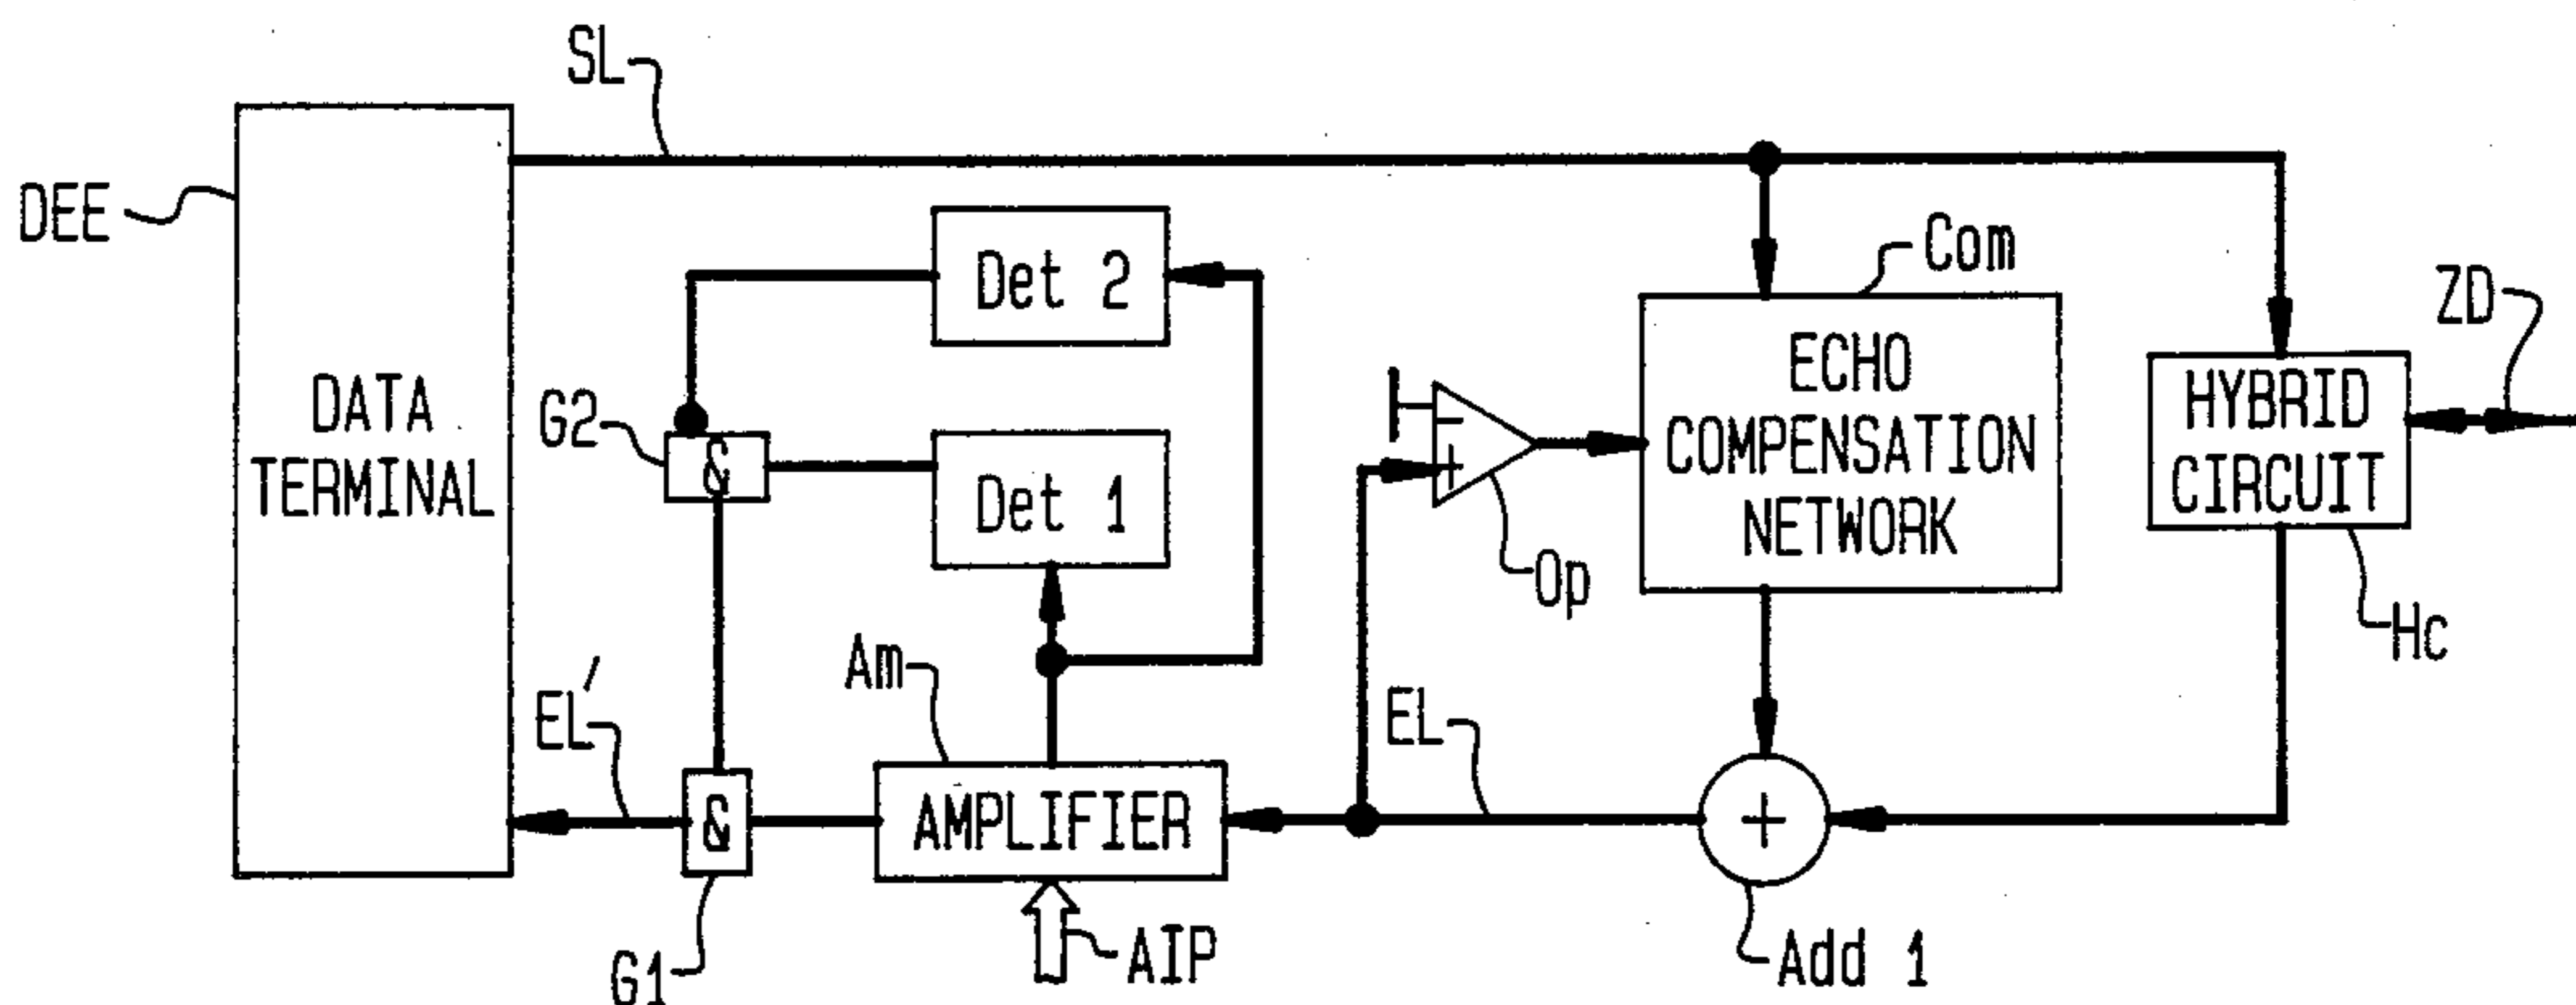 SL
DEE
DATA
TERMINAL
Det 2
G2
&
Det 1
EL'
&
G1
Am
AMPLIFIER
AIP
-
+
Op
Com
ECHO
COMPENSATION
NETWORK
EL
+
Add 1
ZD
HYBRID
CIRCUIT
Hc